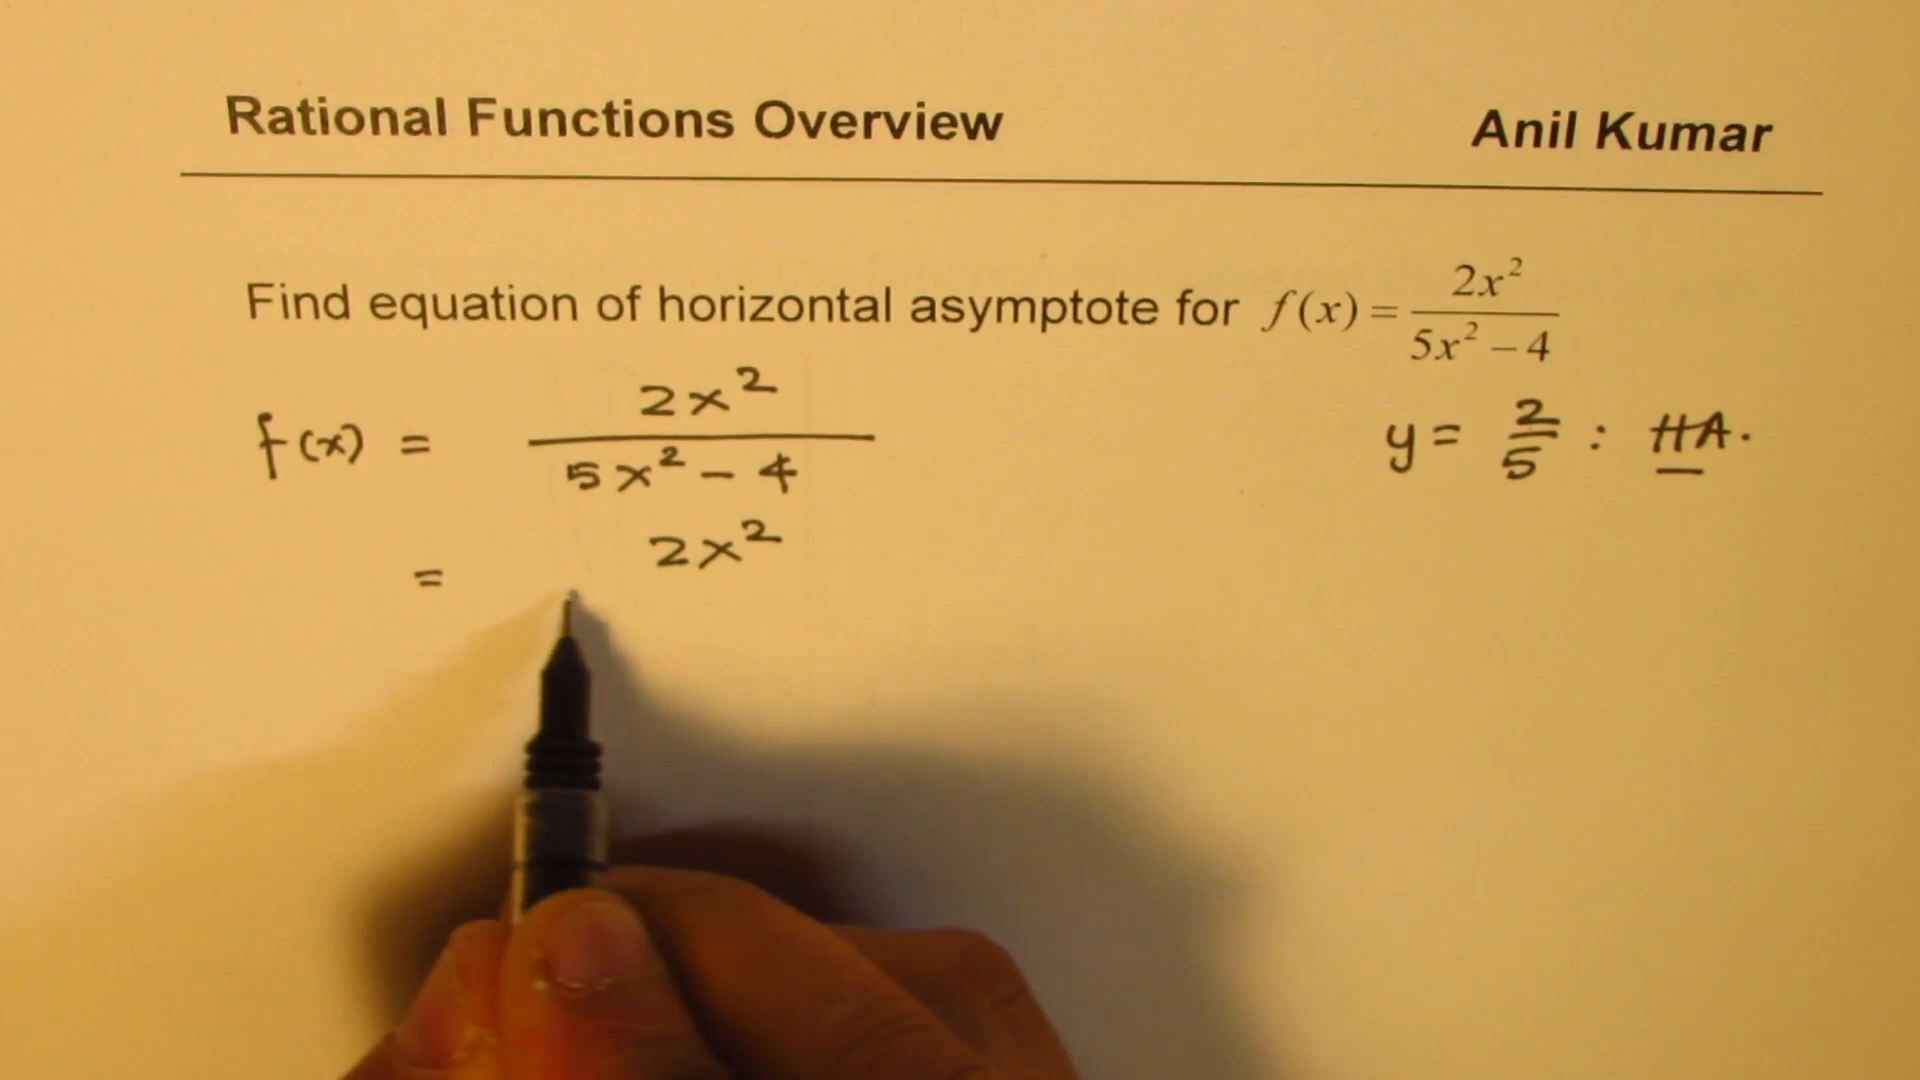 Rational Functions Overview Anil Kumar
Find equation of horizontal asymptote for f(x) = 2x² / (5x² – 4)
f(x) = 2x² / (5x² – 4) y = 2/5 : HA.
= 2x²